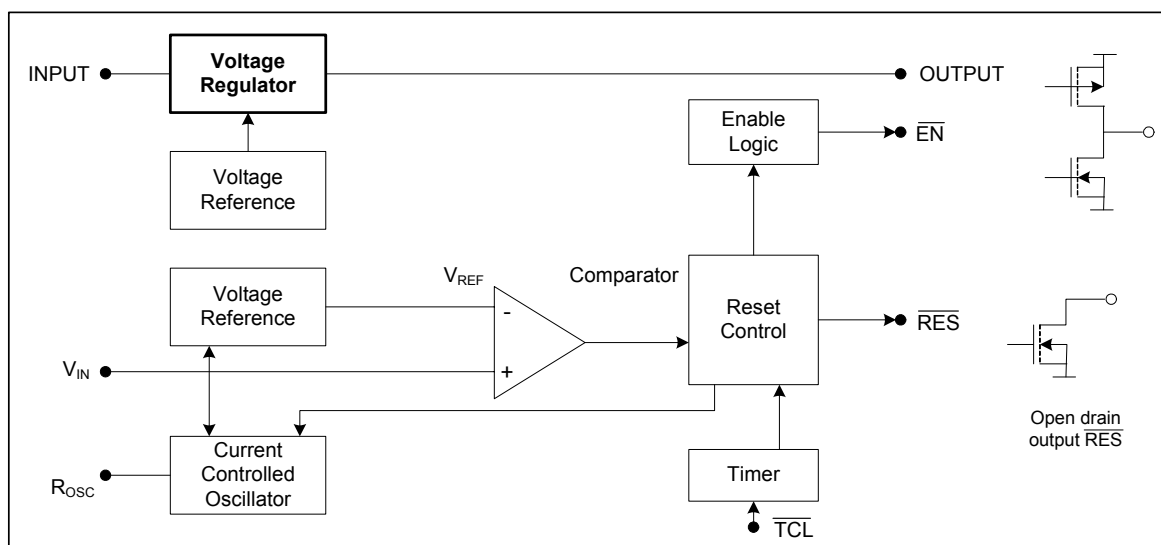 INPUT
Voltage
Regulator
OUTPUT
Enable
Logic
EN
Voltage
Reference
Voltage
Reference
VREF
Comparator
-
+
Reset
Control
RES
VIN
Current
Controlled
Oscillator
ROSC
Timer
TCL
Open drain
output RES